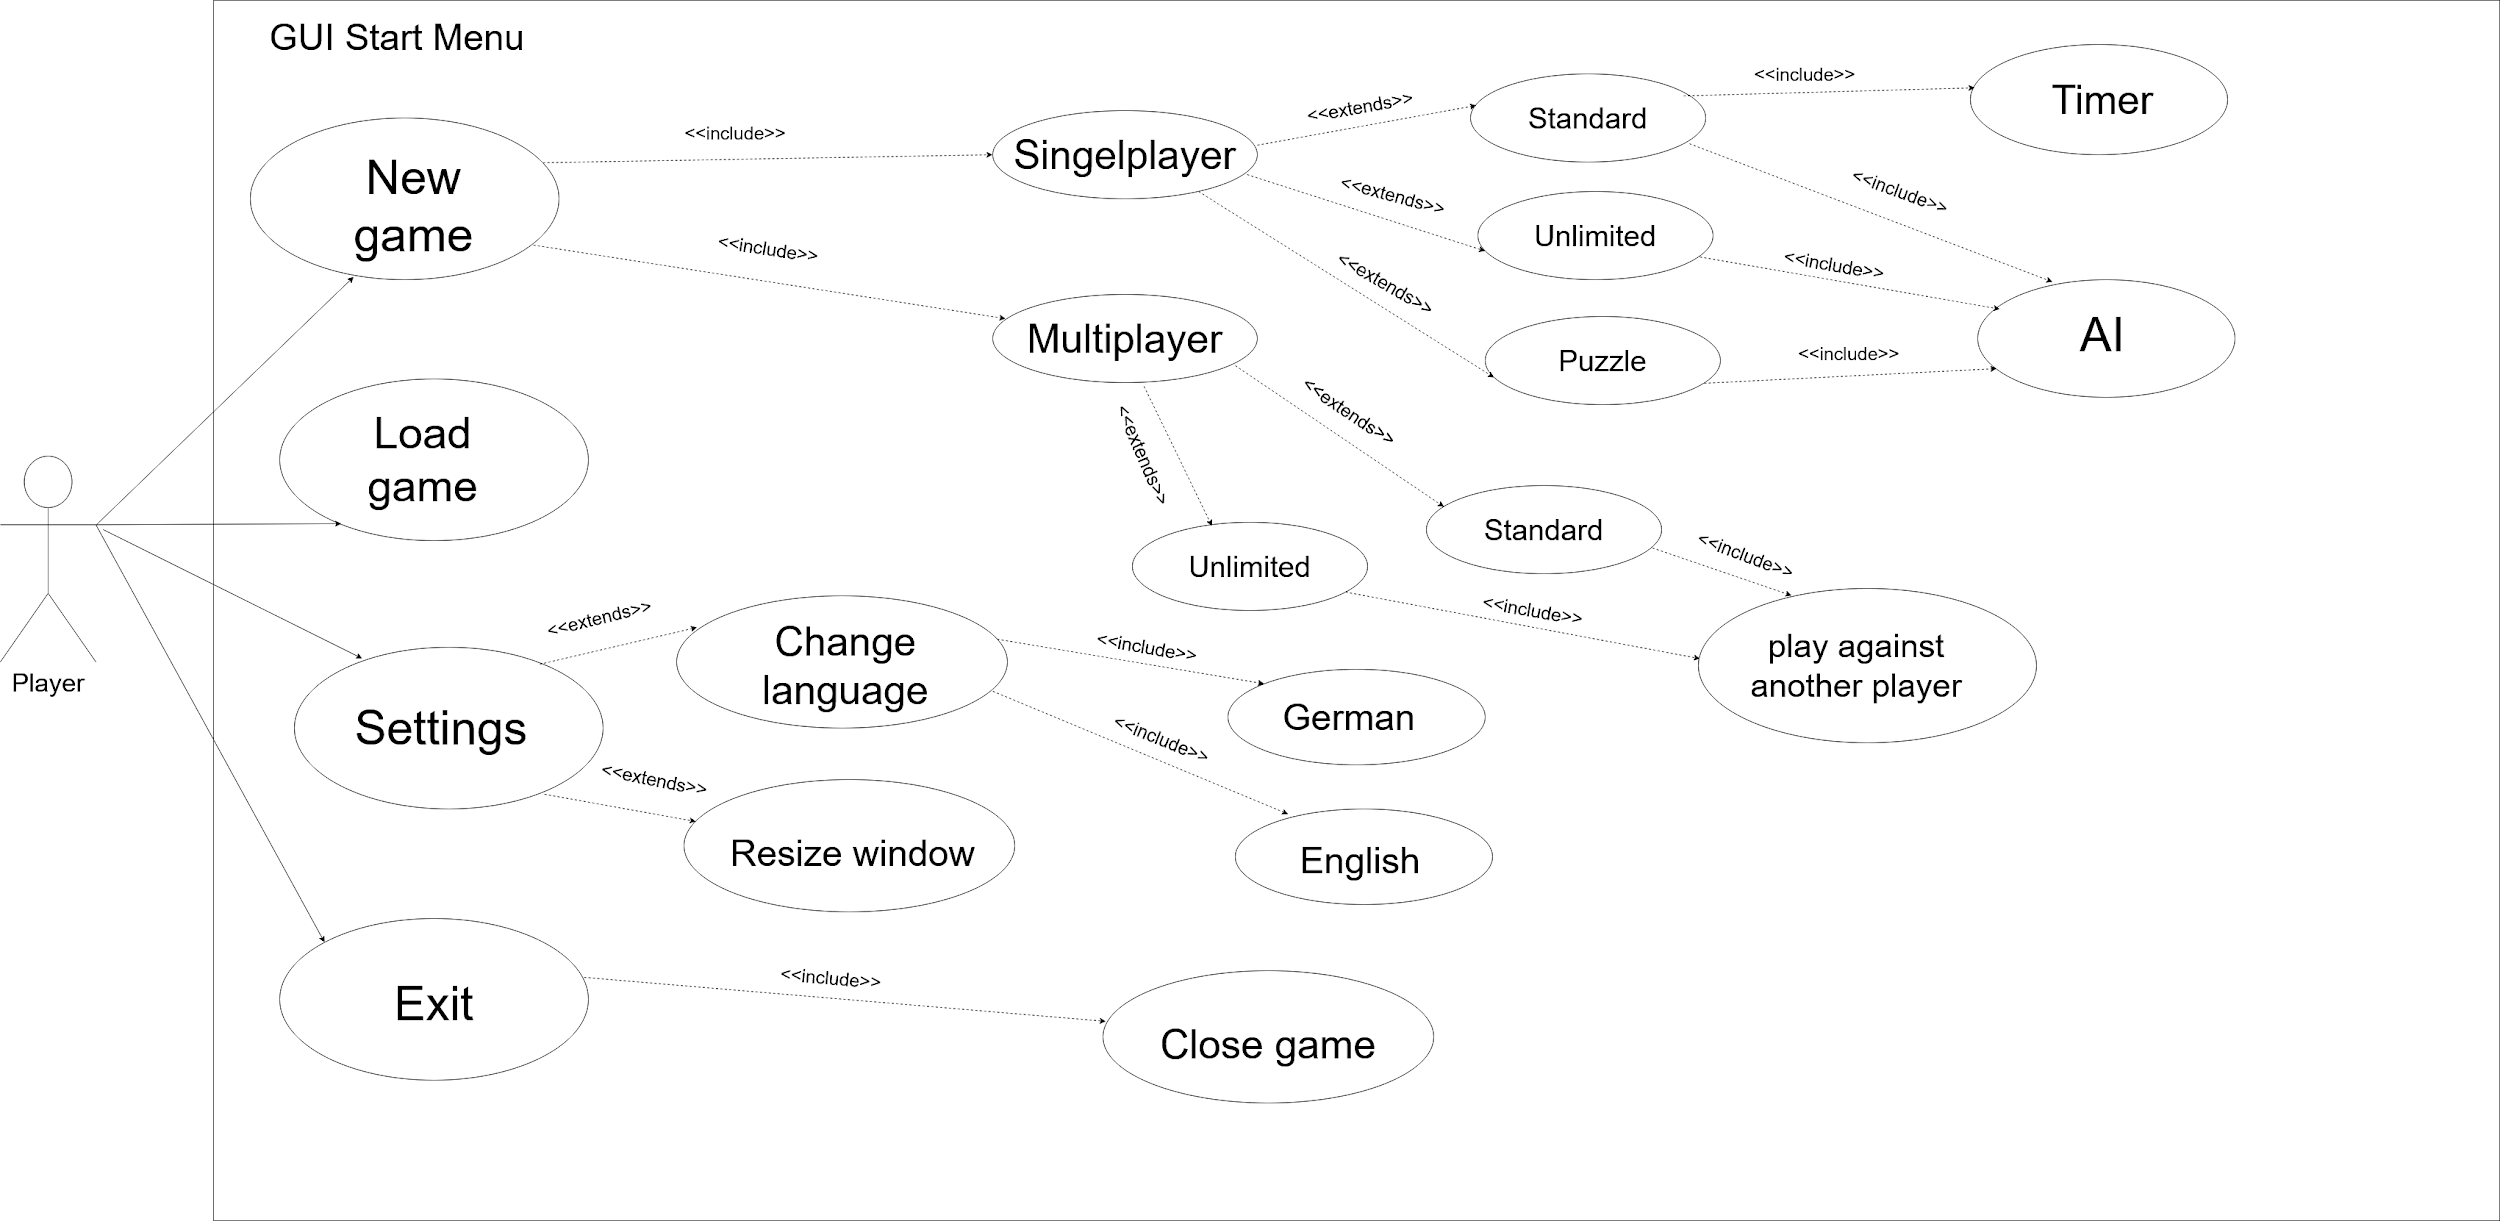 GUI Start Menu
New
game
<<include>>
Singelplayer
<<extends>>
Standard
<<include>>
Timer
<<include>>
<<extends>>
Unlimited
<<include>>
AI
<<extends>>
Puzzle
<<include>>
<<include>>
Multiplayer
<<extends>>
<<extends>>
Standard
<<include>>
Unlimited
<<include>>
play against
another player
Load
game
Player
Settings
<<extends>>
Change
language
<<include>>
German
<<include>>
English
<<extends>>
Resize window
Exit
<<include>>
Close game